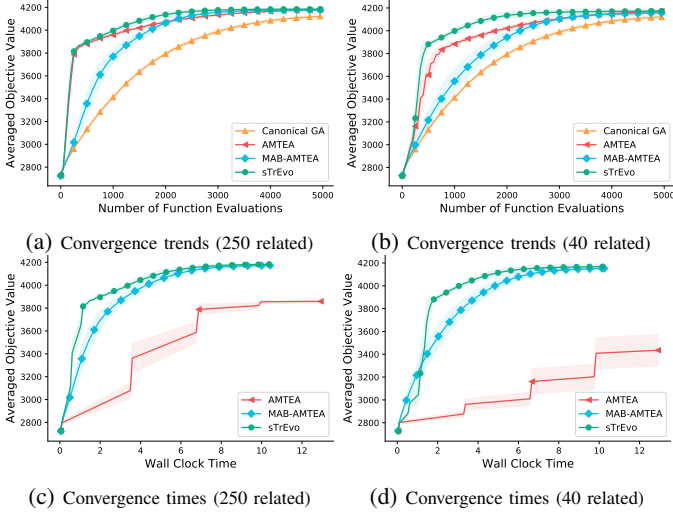 4200
4000
3800
3600
3400
3200
3000
2800
Averaged Objective Value
Canonical GA
AMTEA
MAB-AMTEA
sTrEvo
0 1000 2000 3000 4000 5000
Number of Function Evaluations
(a) Convergence trends (250 related)
4200
4000
3800
3600
3400
3200
3000
2800
Averaged Objective Value
Canonical GA
AMTEA
MAB-AMTEA
sTrEvo
0 1000 2000 3000 4000 5000
Number of Function Evaluations
(b) Convergence trends (40 related)
4200
4000
3800
3600
3400
3200
3000
2800
Averaged Objective Value
AMTEA
MAB-AMTEA
sTrEvo
0 2 4 6 8 10 12
Wall Clock Time
(c) Convergence times (250 related)
4200
4000
3800
3600
3400
3200
3000
2800
Averaged Objective Value
AMTEA
MAB-AMTEA
sTrEvo
0 2 4 6 8 10 12
Wall Clock Time
(d) Convergence times (40 related)